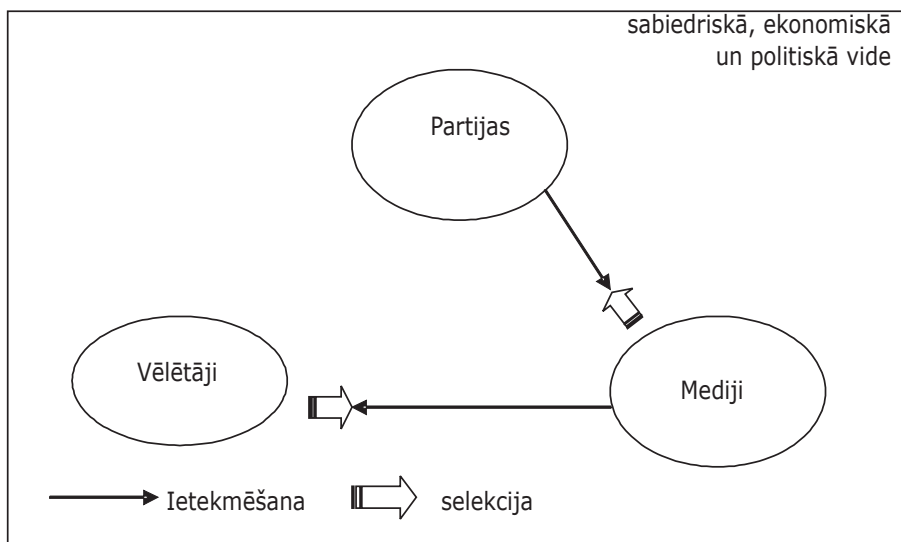 sabiedriskā, ekonomiskā
un politiskā vide
Partijas
Vēlētāji
Mediji
Ietekmēšana
selekcija